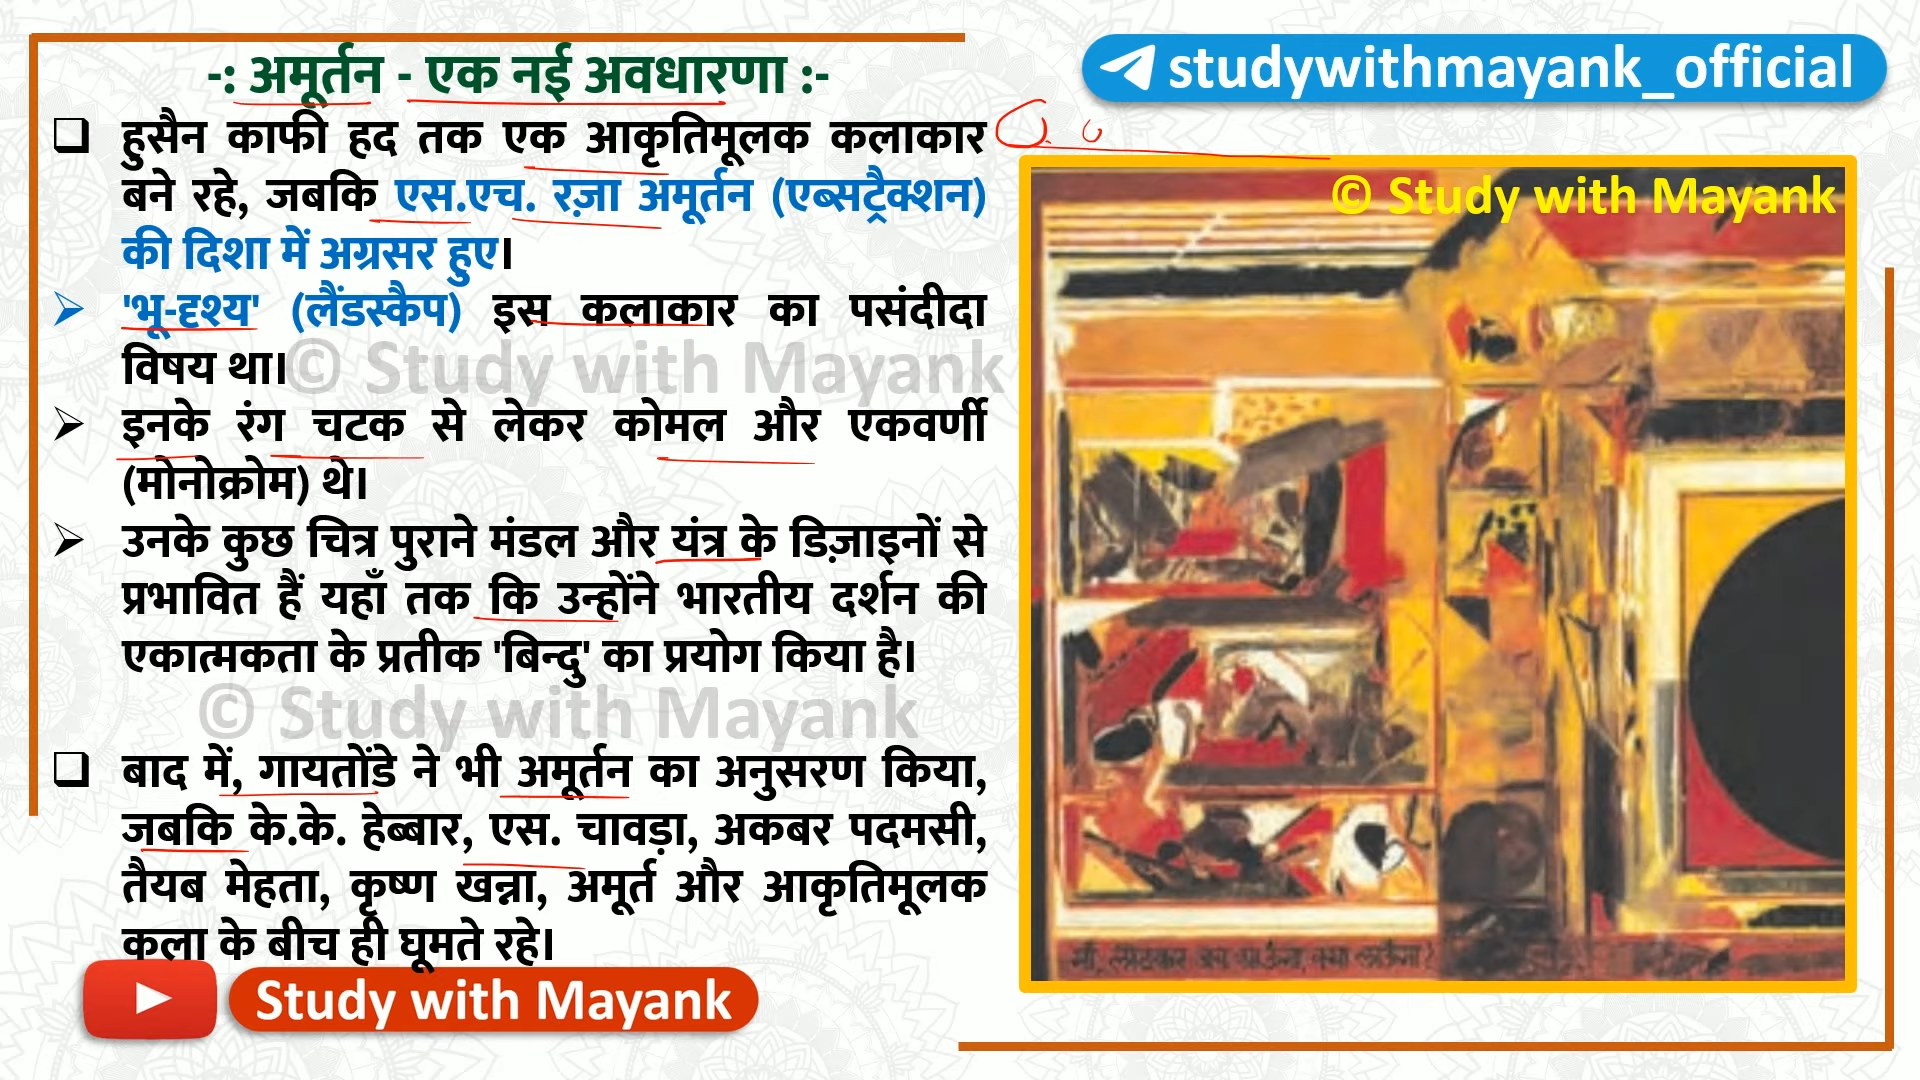 -: अमूर्तन - एक नई अवधारणा :-
studywithmayank_official
हुसैन काफी हद तक एक आकृतिमूलक कलाकार
बने रहे, जबकि एस.एच. रज़ा अमूर्तन (एब्सट्रैक्शन)
की दिशा में अग्रसर हुए।
'भू-दृश्य' (लैंडस्कैप) इस कलाकार का पसंदीदा
विषय था।
इनके रंग चटक से लेकर कोमल और एकवर्णी
(मोनोक्रोम) थे।
उनके कुछ चित्र पुराने मंडल और यंत्र के डिज़ाइनों से
प्रभावित हैं यहाँ तक कि उन्होंने भारतीय दर्शन की
एकात्मकता के प्रतीक 'बिन्दु' का प्रयोग किया है।
बाद में, गायतोंडे ने भी अमूर्तन का अनुसरण किया,
जबकि के.के. हेब्बार, एस. चावड़ा, अकबर पदमसी,
तैयब मेहता, कृष्ण खन्ना, अमूर्त और आकृतिमूलक
कला के बीच ही घूमते रहे।
© Study with Mayank
© Study with Mayank
© Study with Mayank
माँ, लौटकर जब आऊँगा, क्या लाऊँगा?
Study with Mayank